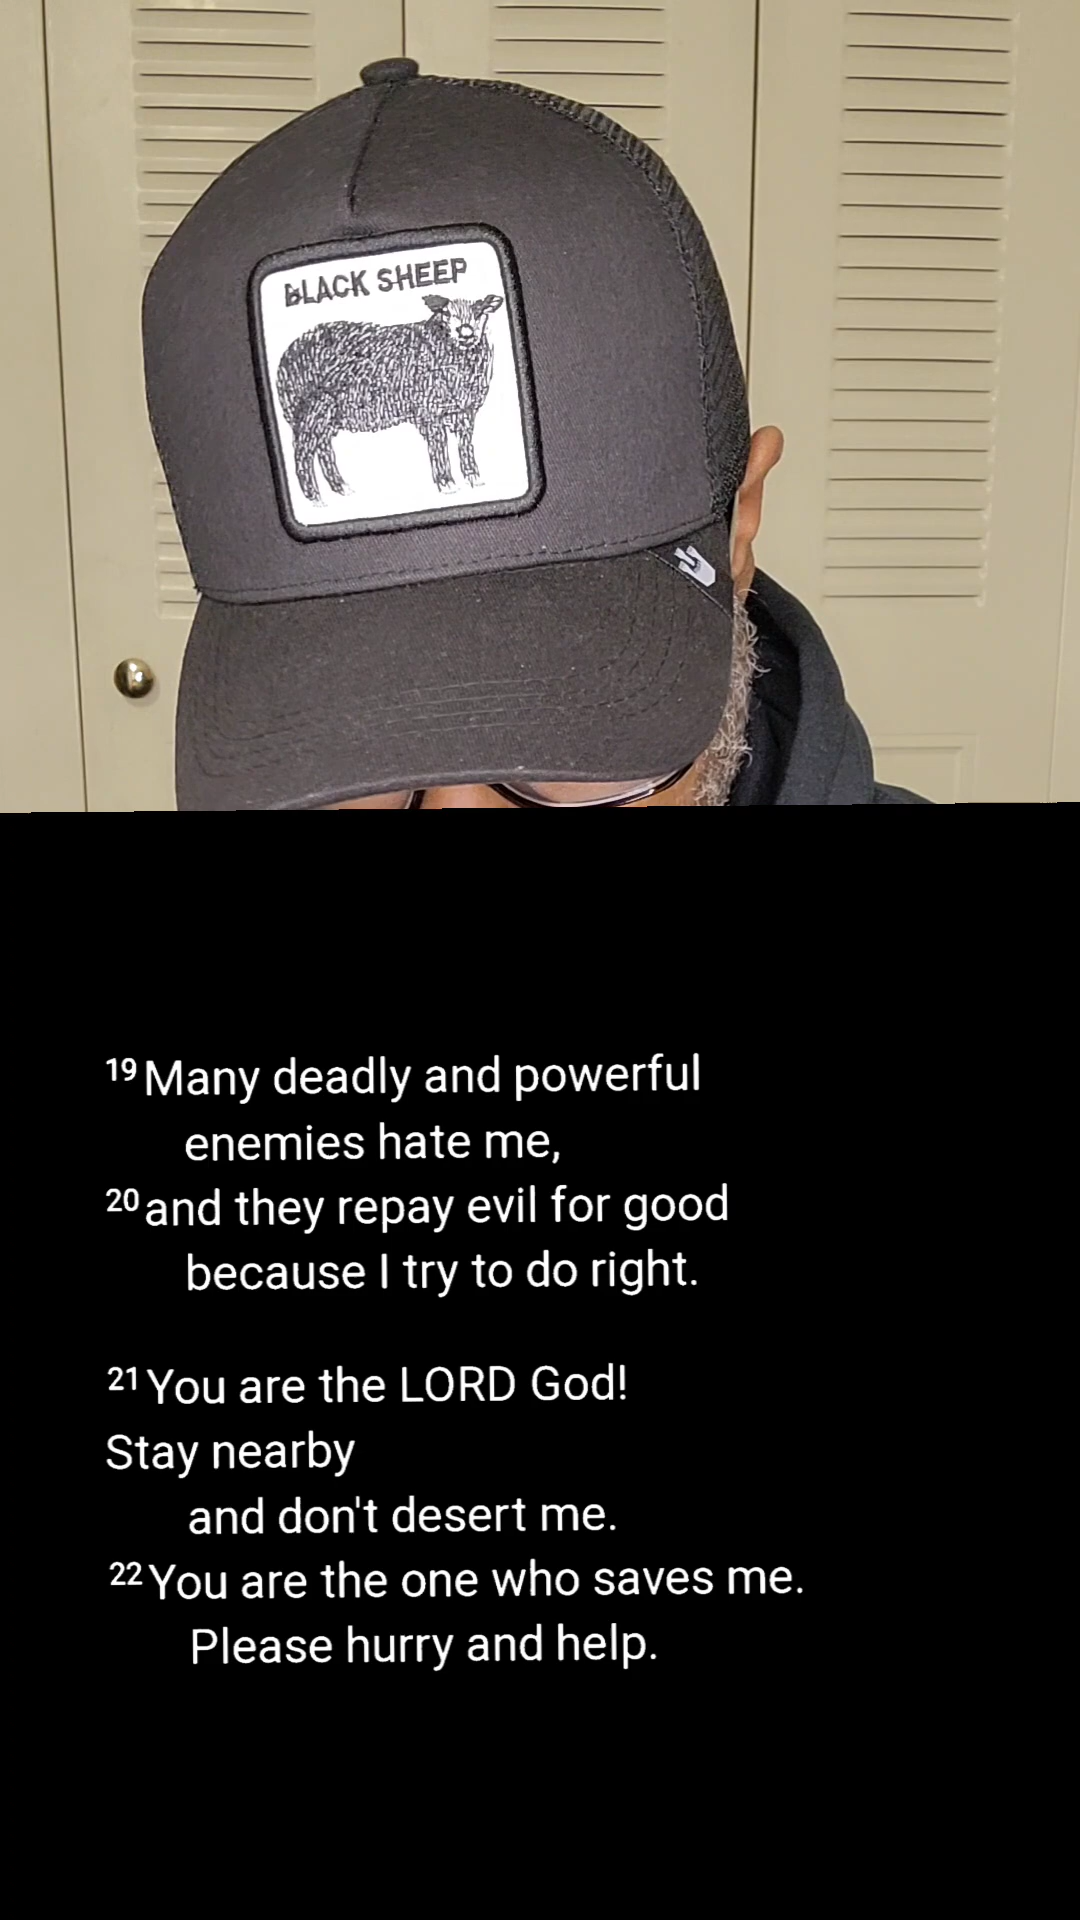 BLACK SHEEP
19 Many deadly and powerful
enemies hate me,
20 and they repay evil for good
because I try to do right.
21 You are the LORD God!
Stay nearby
and don't desert me.
22 You are the one who saves me.
Please hurry and help.